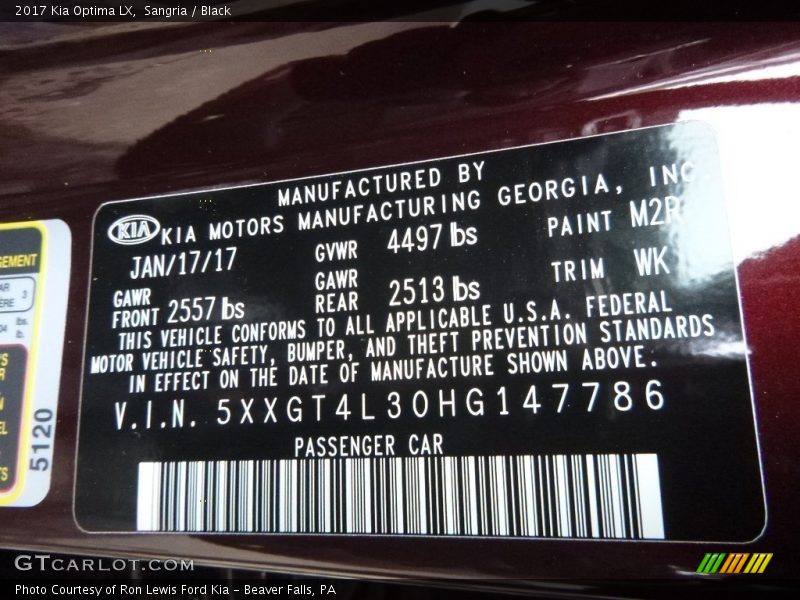 2017 Kia Optima LX, Sangria / Black
MANUFACTURED BY
KIA KIA MOTORS MANUFACTURING GEORGIA, INC.
JAN/17/17 GVWR 4497 lbs PAINT M2R
GAWR FRONT 2557 lbs GAWR REAR 2513 lbs TRIM WK
THIS VEHICLE CONFORMS TO ALL APPLICABLE U.S.A. FEDERAL
MOTOR VEHICLE SAFETY, BUMPER, AND THEFT PREVENTION STANDARDS
IN EFFECT ON THE DATE OF MANUFACTURE SHOWN ABOVE.
V.I.N. 5XXGT4L30HG147786
PASSENGER CAR
5120
GTCARLOT.COM
Photo Courtesy of Ron Lewis Ford Kia - Beaver Falls, PA